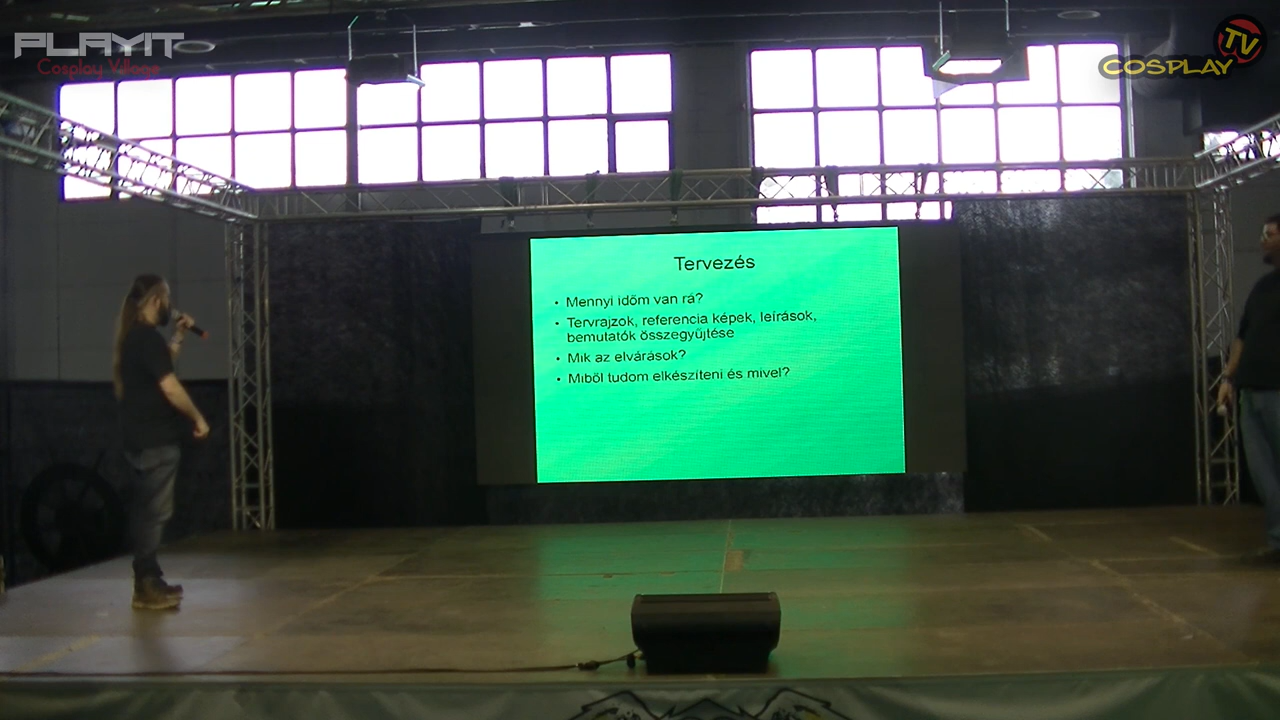 PLAYIT
Cosplay Village
TV
COSPLAY
Tervezés
• Mennyi időm van rá?
• Tervrajzok, referencia képek, leírások,
bemutatók összegyűjtése
• Mik az elvárások?
• Miből tudom elkészíteni és mivel?